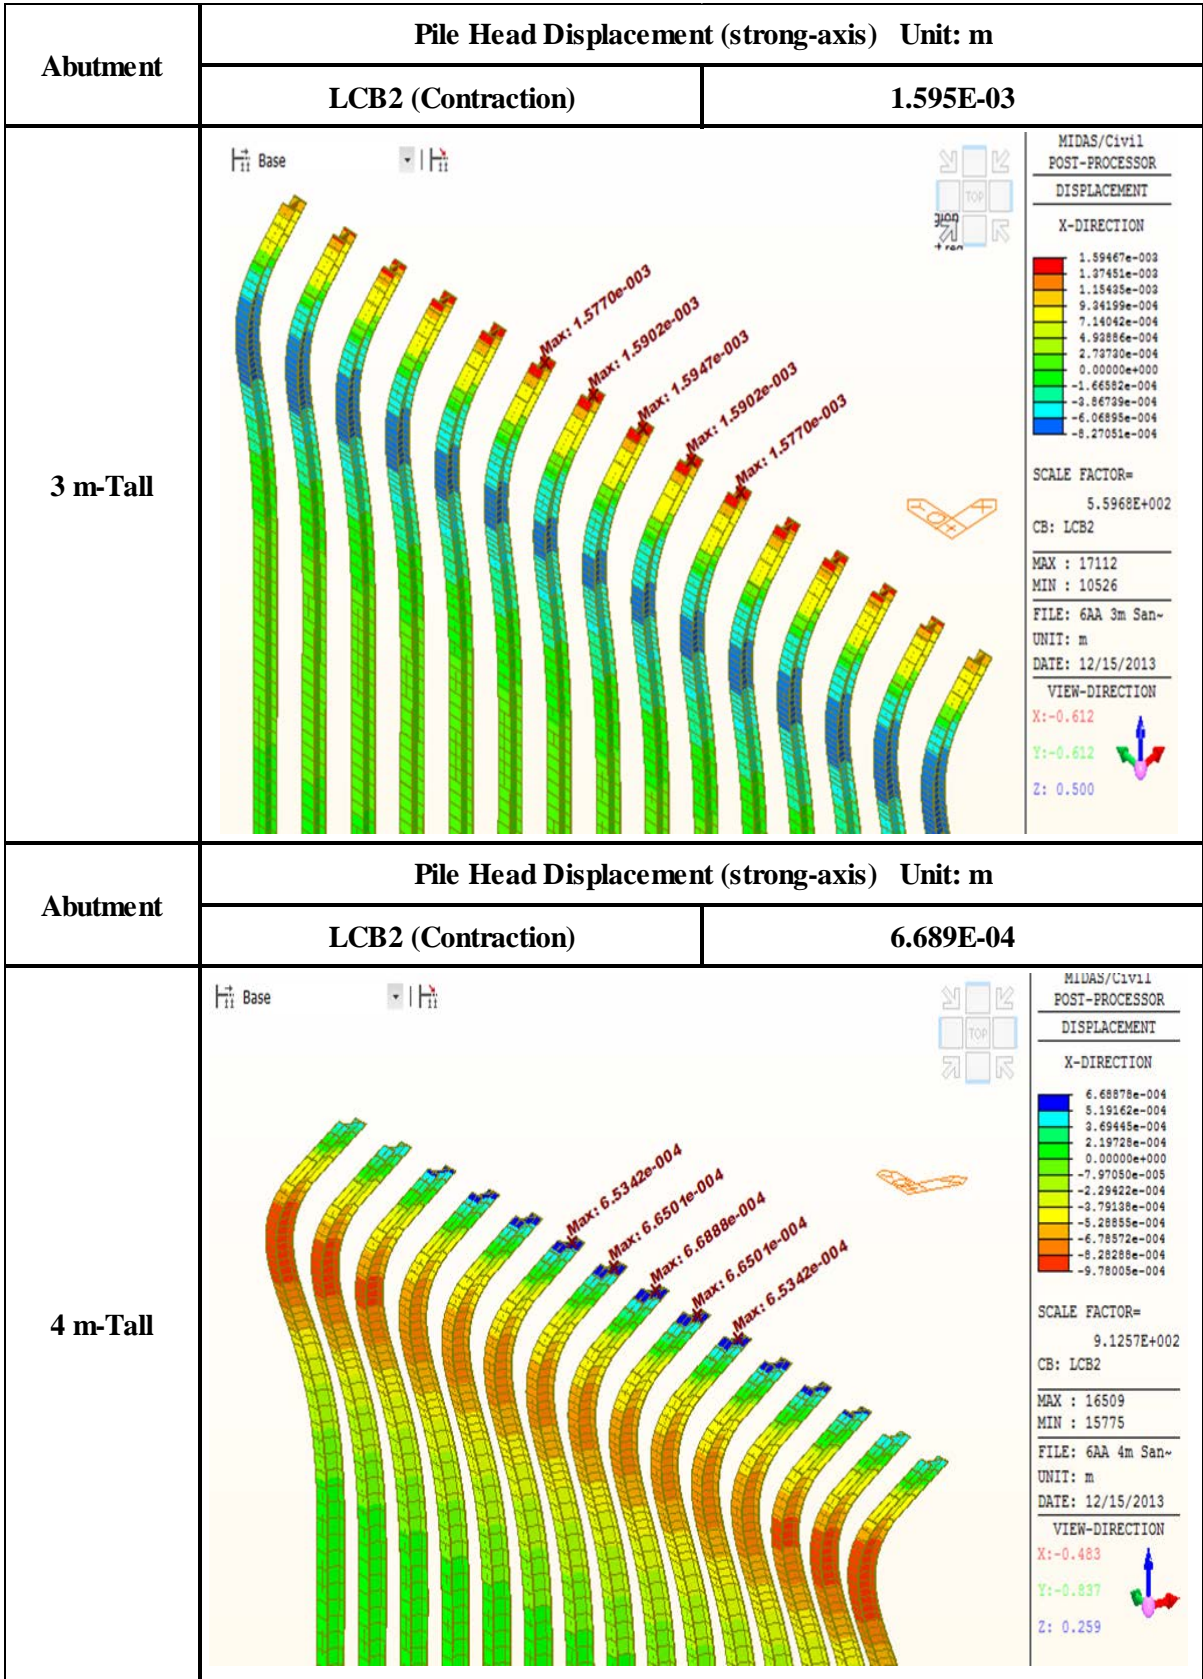 Abutment
Pile Head Displacement (strong-axis) Unit: m
LCB2 (Contraction)
1.595E-03
3 m-Tall
Base
TOP
Max: 1.5770e-003
Max: 1.5902e-003
Max: 1.5947e-003
Max: 1.5902e-003
Max: 1.5770e-003
MIDAS/Civil
POST-PROCESSOR
DISPLACEMENT
X-DIRECTION
1.59467e-003
1.37451e-003
1.15435e-003
9.34199e-004
7.14042e-004
4.93886e-004
2.73730e-004
0.00000e+000
-1.66582e-004
-3.86739e-004
-6.06895e-004
-8.27051e-004
SCALE FACTOR=
5.5968E+002
CB: LCB2
MAX : 17112
MIN : 10526
FILE: 6AA 3m San~
UNIT: m
DATE: 12/15/2013
VIEW-DIRECTION
X:-0.612
Y:-0.612
Z: 0.500
Abutment
Pile Head Displacement (strong-axis) Unit: m
LCB2 (Contraction)
6.689E-04
4 m-Tall
Base
TOP
Max: 6.5342e-004
Max: 6.6501e-004
Max: 6.6888e-004
Max: 6.6501e-004
Max: 6.5342e-004
MIDAS/Civil
POST-PROCESSOR
DISPLACEMENT
X-DIRECTION
6.68878e-004
5.19162e-004
3.69445e-004
2.19728e-004
0.00000e+000
-7.97050e-005
-2.29422e-004
-3.79138e-004
-5.28855e-004
-6.78572e-004
-8.28288e-004
-9.78005e-004
SCALE FACTOR=
9.1257E+002
CB: LCB2
MAX : 16509
MIN : 15775
FILE: 6AA 4m San~
UNIT: m
DATE: 12/15/2013
VIEW-DIRECTION
X:-0.483
Y:-0.837
Z: 0.259